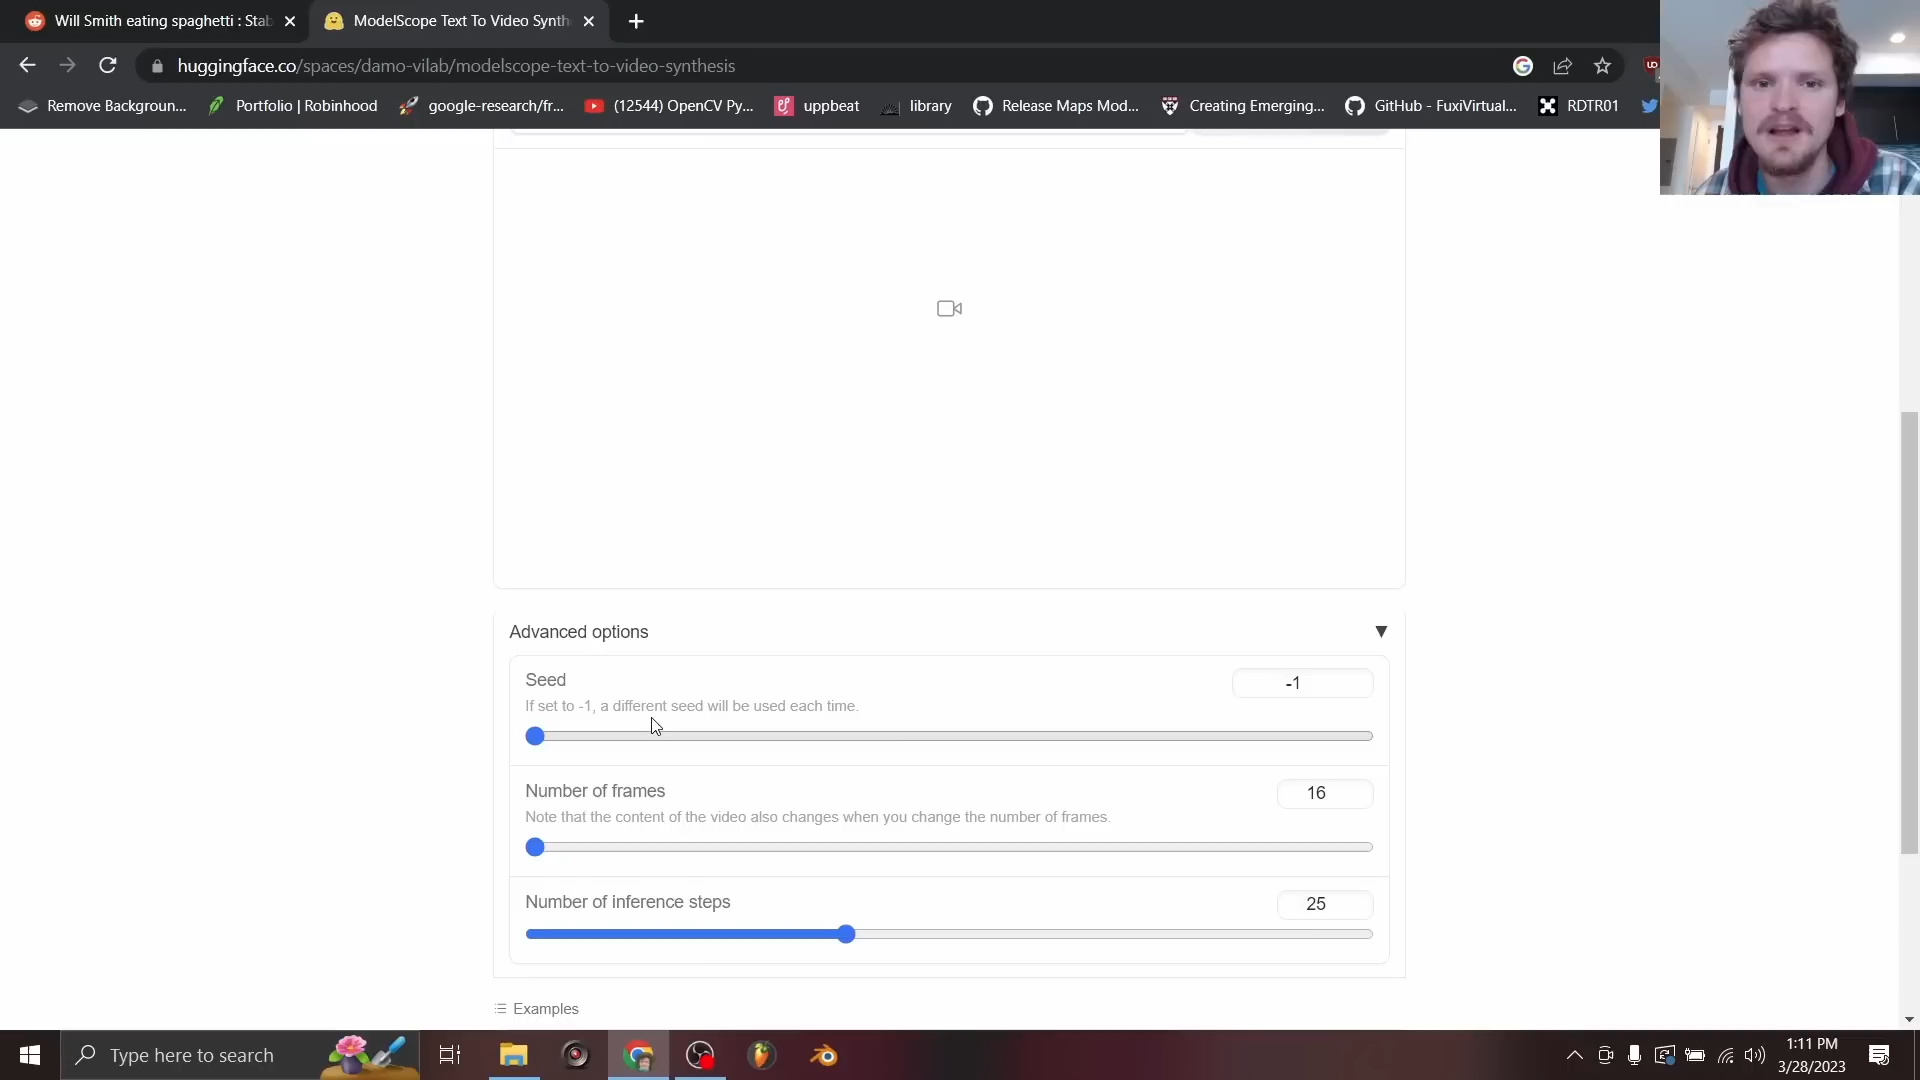 Will Smith eating spaghetti : Stab
ModelScope Text To Video Synth
huggingface.co/spaces/damo-vilab/modelscope-text-to-video-synthesis
Remove Backgroun...
Portfolio | Robinhood
google-research/fr...
(12544) OpenCV Py...
uppbeat
library
Release Maps Mod...
Creating Emerging...
GitHub - FuxiVirtual...
RDTR01
Advanced options
Seed
-1
If set to -1, a different seed will be used each time.
Number of frames
16
Note that the content of the video also changes when you change the number of frames.
Number of inference steps
25
Examples
Type here to search
1:11 PM
3/28/2023